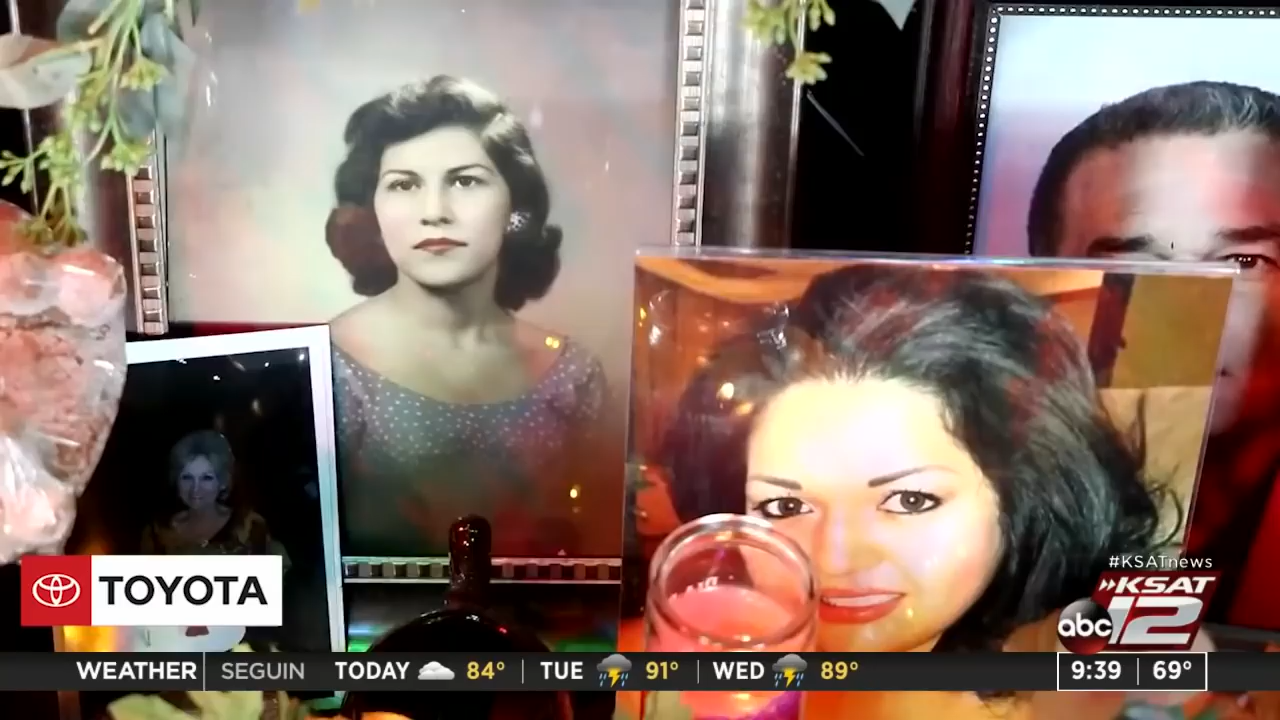 TOYOTA
#KSATnews
»KSAT
abc 12
WEATHER SEGUIN TODAY 84° TUE 91° WED 89° 9:39 69°